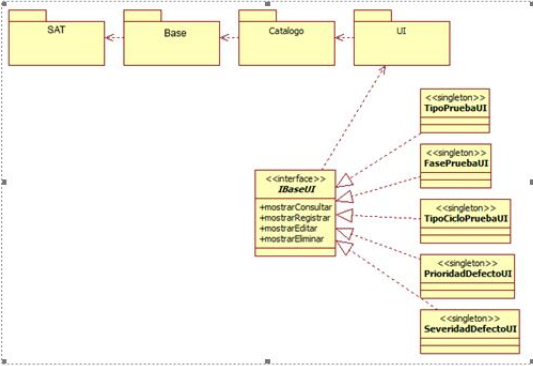 SAT
Base
Catalogo
UI
<<singleton>>
TipoPruebaUI
<<singleton>>
FasePruebaUI
<<interface>>
IBaseUI
+mostrarConsultar
+mostrarRegistrar
+mostrarEditar
+mostrarEliminar
<<singleton>>
TipoCicloPruebaUI
<<singleton>>
PrioridadDefectoUI
<<singleton>>
SeveridadDefectoUI